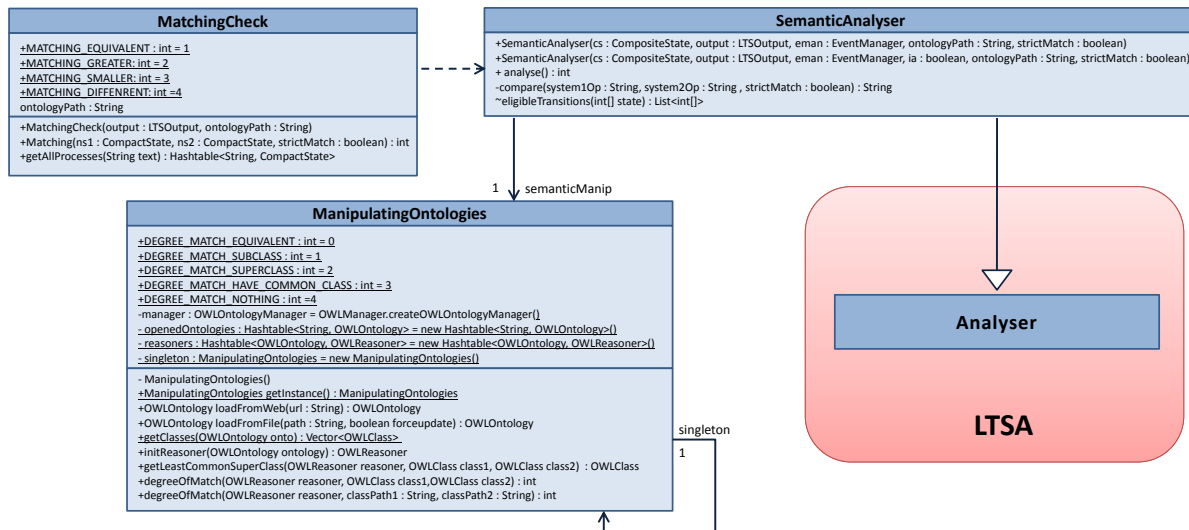 MatchingCheck
+MATCHING_EQUIVALENT : int = 1
+MATCHING_GREATER: int = 2
+MATCHING_SMALLER: int = 3
+MATCHING_DIFFENRENT: int =4
ontologyPath : String
+MatchingCheck(output : LTSOutput, ontologyPath : String)
+Matching(ns1 : CompactState, ns2 : CompactState, strictMatch : boolean) : int
+getAllProcesses(String text) : Hashtable<String, CompactState>
SemanticAnalyser
+SemanticAnalyser(cs : CompositeState, output : LTSOutput, eman : EventManager, ontologyPath : String, strictMatch : boolean)
+SemanticAnalyser(cs : CompositeState, output : LTSOutput, eman : EventManager, ia : boolean, ontologyPath : String, strictMatch : boolean)
+ analyse() : int
-compare(system1Op : String, system2Op : String , strictMatch : boolean) : String
~eligibleTransitions(int[] state) : List<int[]>
1 semanticManip
ManipulatingOntologies
+DEGREE_MATCH_EQUIVALENT : int = 0
+DEGREE_MATCH_SUBCLASS : int = 1
+DEGREE_MATCH_SUPERCLASS : int = 2
+DEGREE_MATCH_HAVE_COMMON_CLASS : int = 3
+DEGREE_MATCH_NOTHING : int =4
-manager : OWLOntologyManager = OWLManager.createOWLOntologyManager()
- openedOntologies : Hashtable<String, OWLOntology> = new Hashtable<String, OWLOntology>()
- reasoners : Hashtable<OWLOntology, OWLReasoner> = new Hashtable<OWLOntology, OWLReasoner>()
- singleton : ManipulatingOntologies = new ManipulatingOntologies()
- ManipulatingOntologies()
+ManipulatingOntologies getInstance() : ManipulatingOntologies
+OWLOntology loadFromWeb(url : String) : OWLOntology
+OWLOntology loadFromFile(path : String, boolean forceupdate) : OWLOntology
+getClasses(OWLOntology onto) : Vector<OWLClass>
+initReasoner(OWLOntology ontology) : OWLReasoner
+getLeastCommonSuperClass(OWLReasoner reasoner, OWLClass class1, OWLClass class2) : OWLClass
+degreeOfMatch(OWLReasoner reasoner, OWLClass class1,OWLClass class2) : int
+degreeOfMatch(OWLReasoner reasoner, classPath1 : String, classPath2 : String) : int
singleton
1
Analyser
LTSA